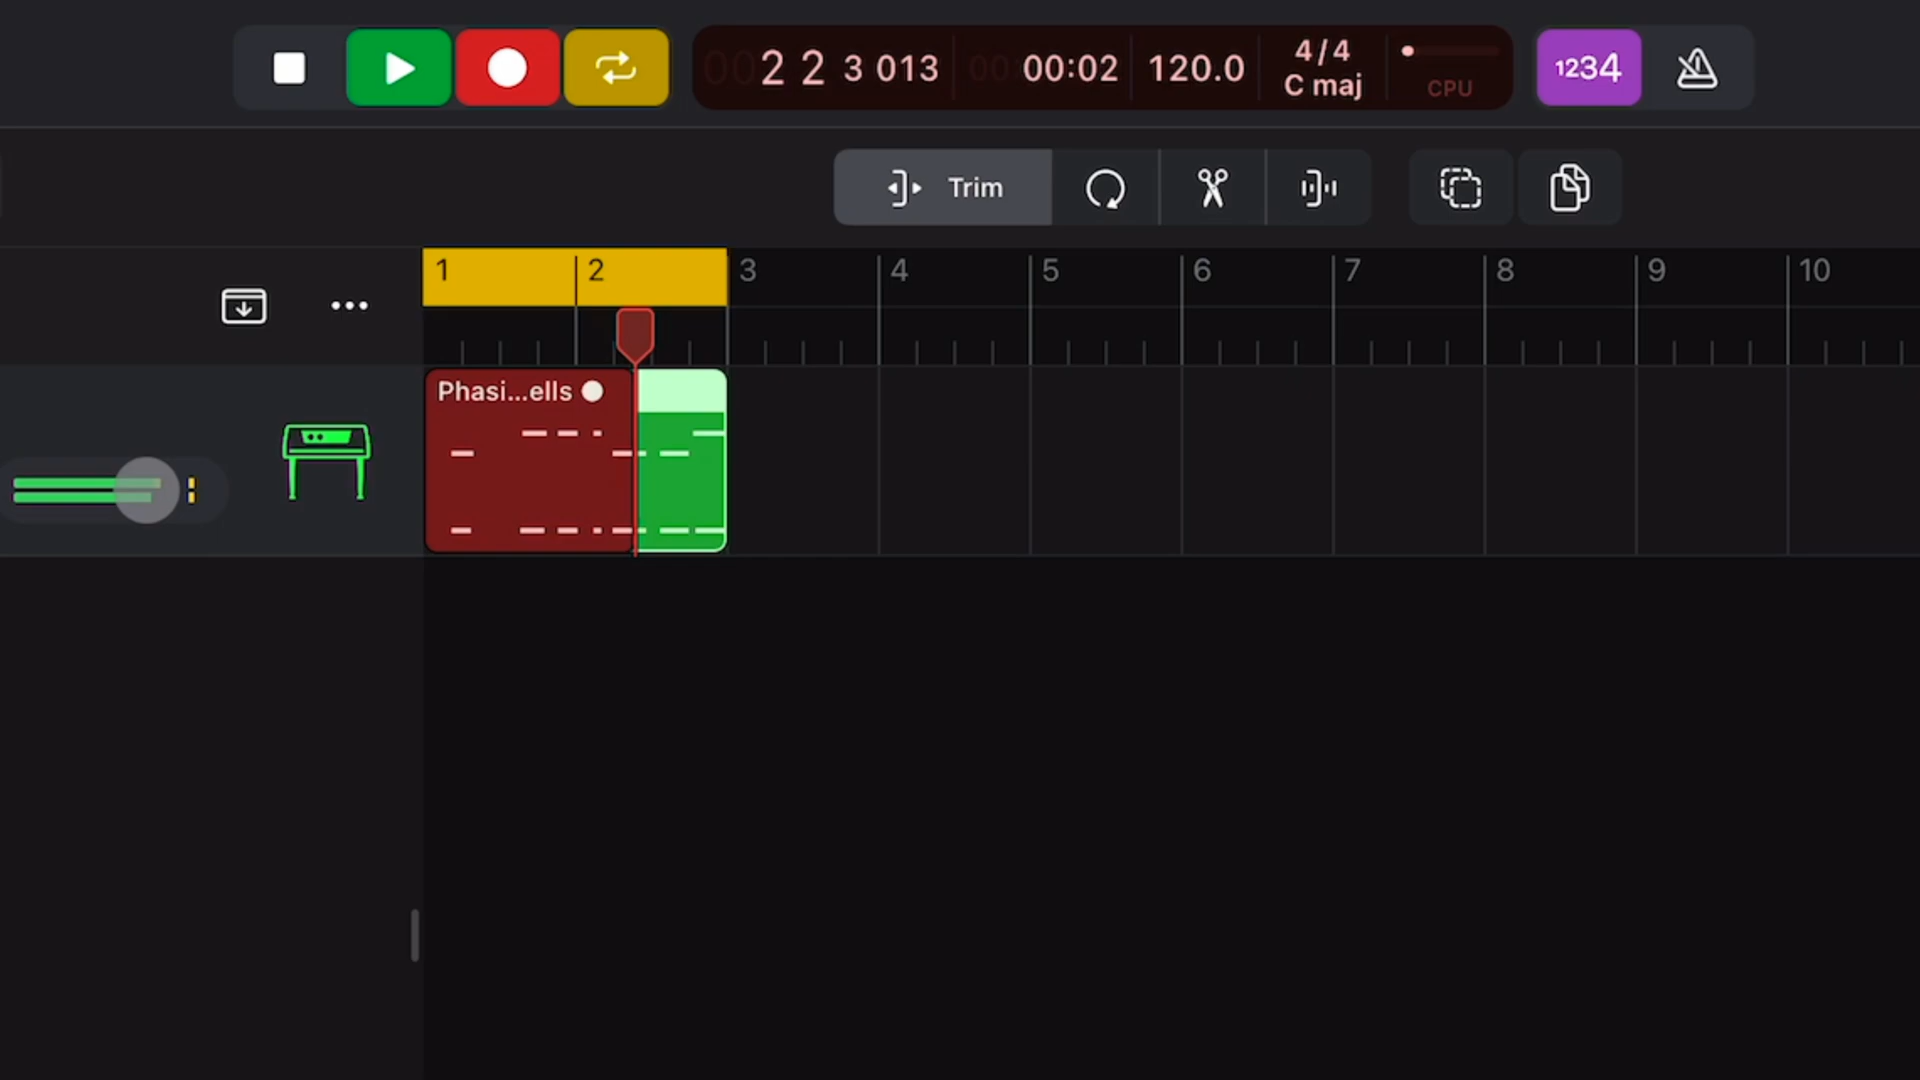 2 2 3 013 00:02 120.0 4/4
C maj
CPU
1234
Trim
1 2 3 4 5 6 7 8 9 10
Phasi...ells